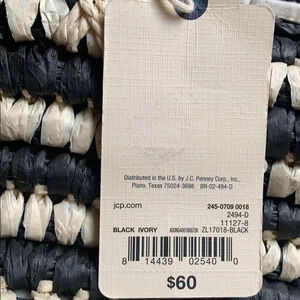 Distributed in the U.S. by J.C. Penney Corp., Inc.,
Plano, Texas 75024-3698 BR-02-494-D
jcp.com 245-0709 0018
2494-D
11127-8
BLACK IVORY ZL17018-BLACK
8 14439 02540 0
$60